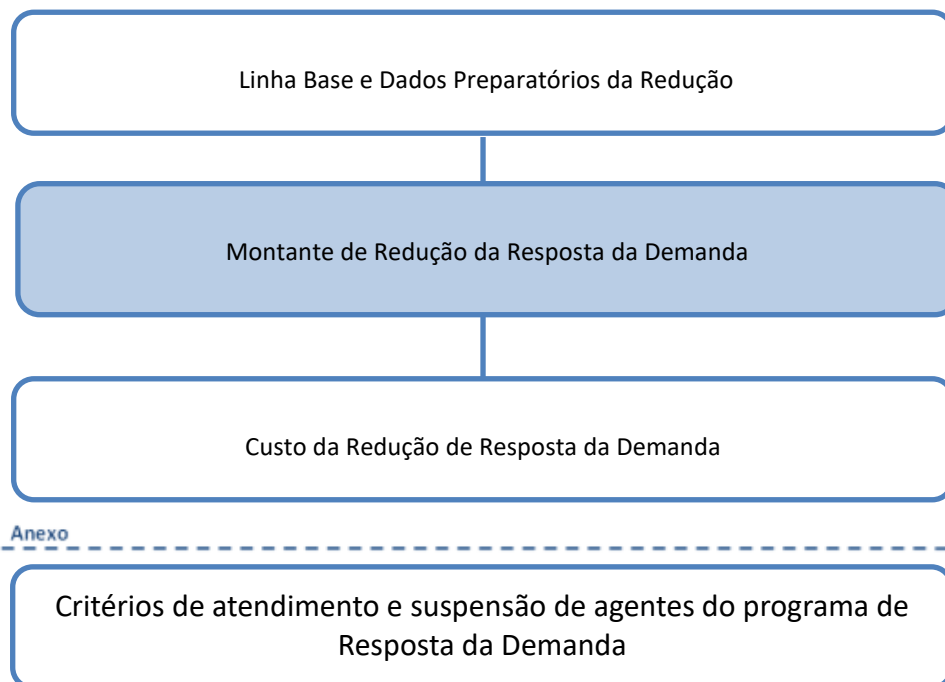 Linha Base e Dados Preparatórios da Redução
Montante de Redução da Resposta da Demanda
Custo da Redução de Resposta da Demanda
Anexo
Critérios de atendimento e suspensão de agentes do programa de
Resposta da Demanda